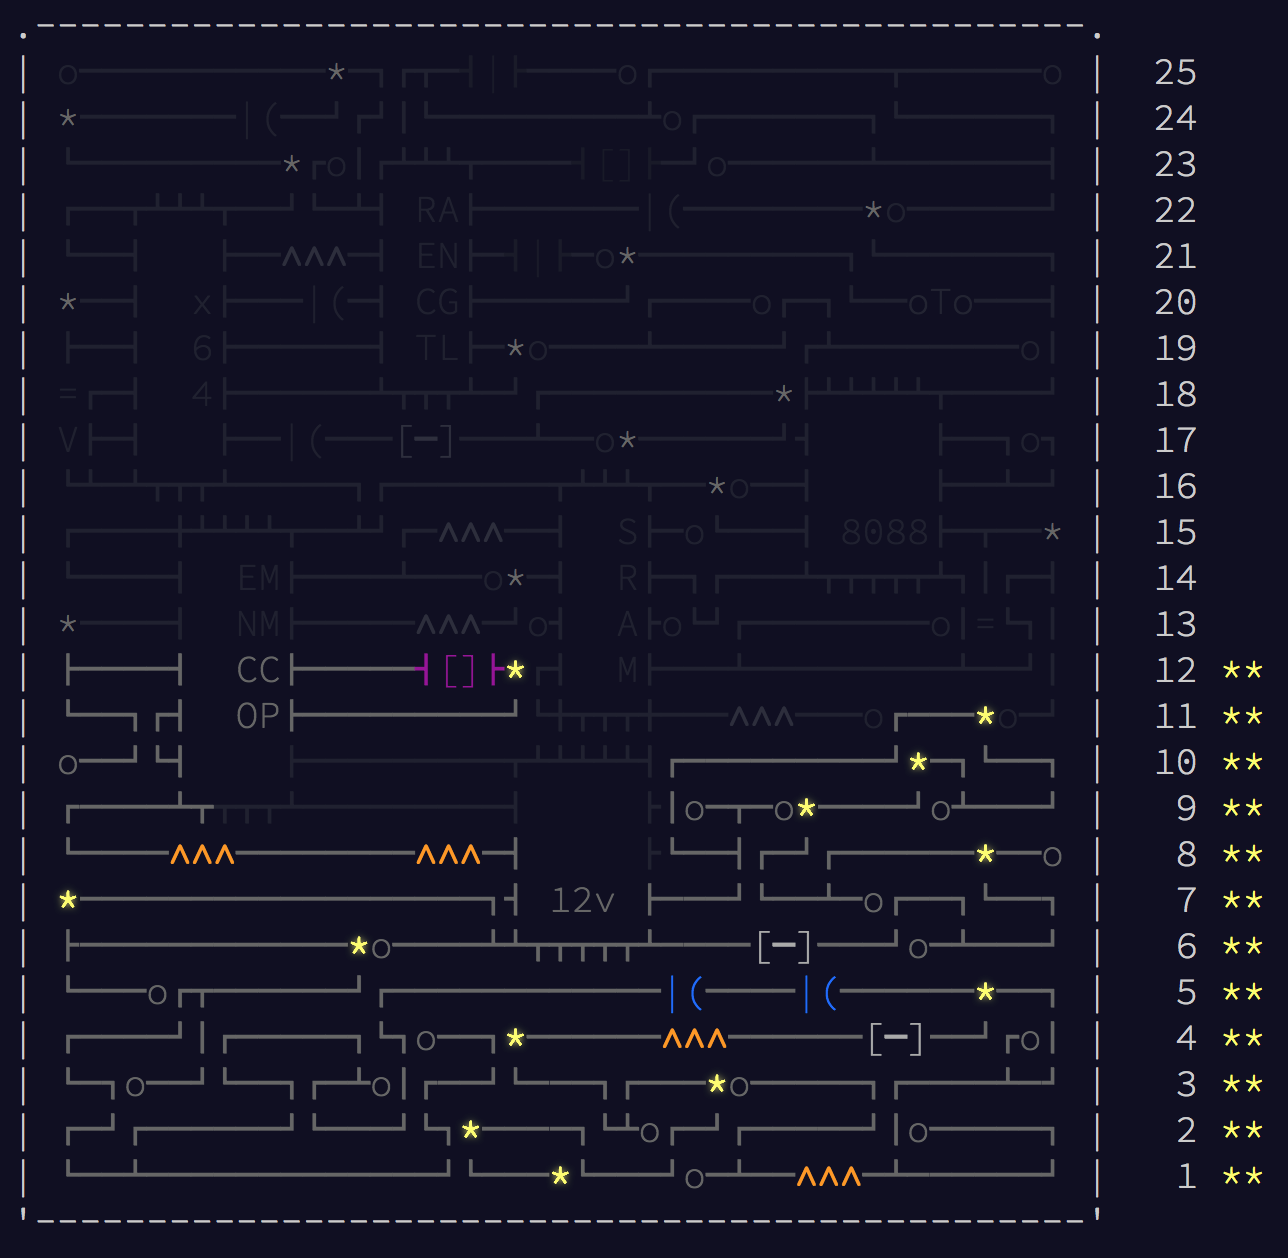 25
24
23
RA 22
EN 21
x CG oTo 20
6 TL 19
= 4 18
V 17
16
S 8088 15
EM R 14
NM A = 13
CC M 12 **
OP 11 **
10 **
9 **
8 **
12v 7 **
6 **
5 **
4 **
3 **
2 **
1 **